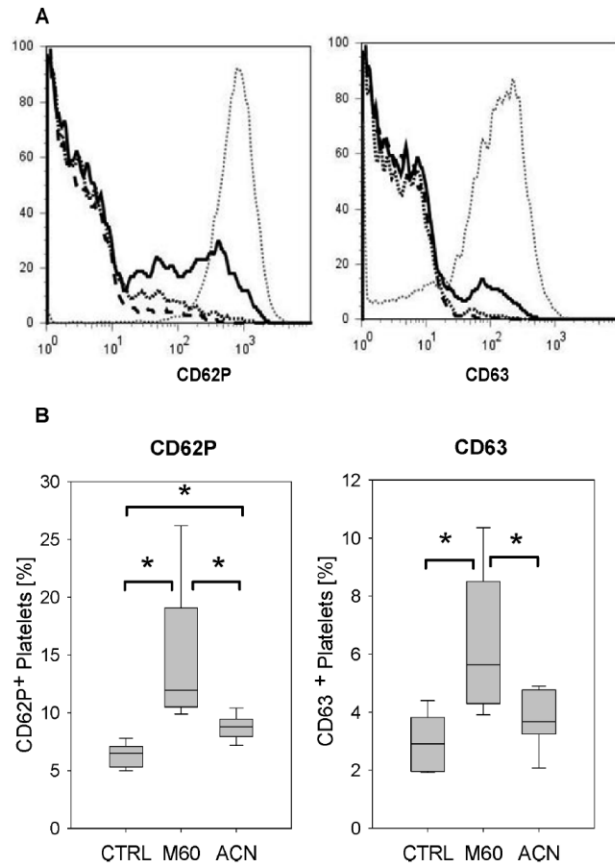 A
100
80
60
40
20
0
10^0 10^1 10^2 10^3
CD62P
100
80
60
40
20
0
10^0 10^1 10^2 10^3
CD63
B
CD62P
30
25
20
15
10
5
0
CD62P+ Platelets [%]
* * *
CTRL M60 ACN
CD63
12
10
8
6
4
2
0
CD63 + Platelets [%]
* *
CTRL M60 ACN